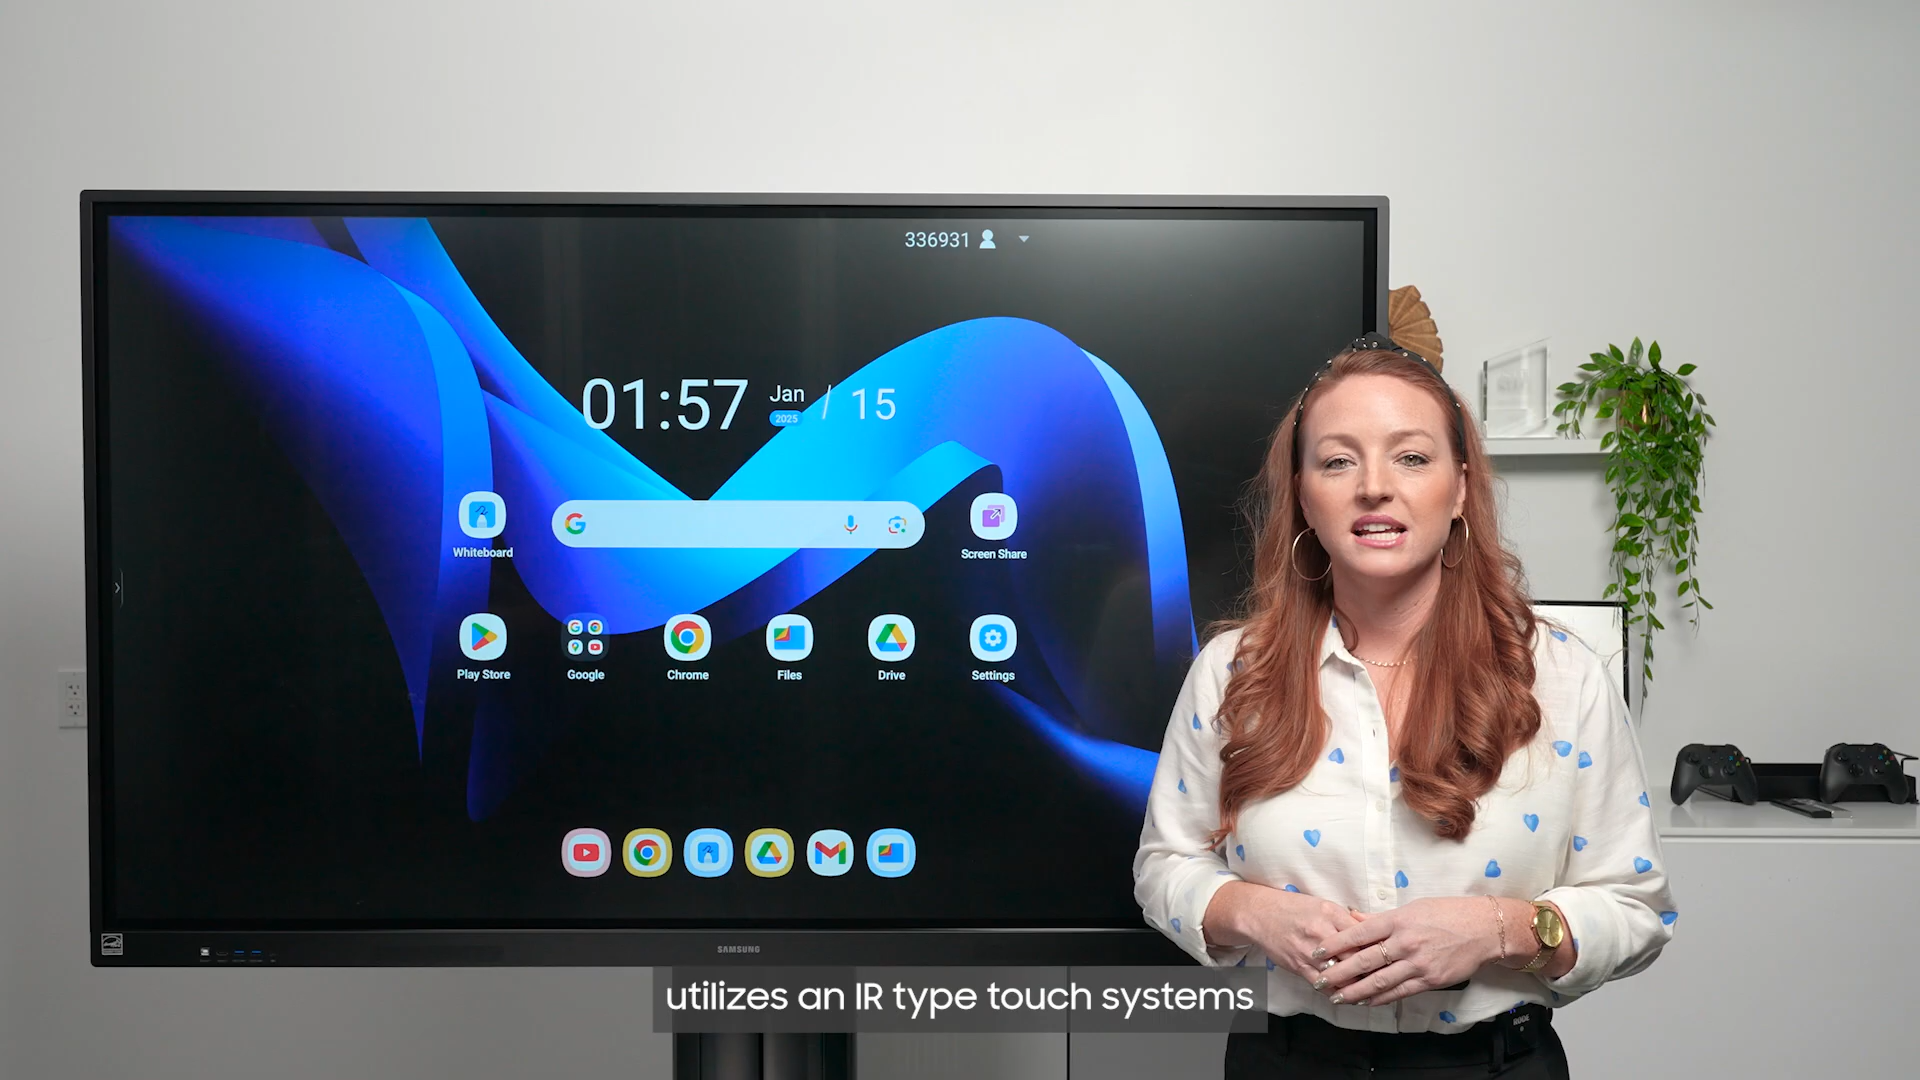 336931
01:57 Jan / 15
2025
Whiteboard
Screen Share
Play Store
Google
Chrome
Files
Drive
Settings
SAMSUNG
utilizes an IR type touch systems
RODE